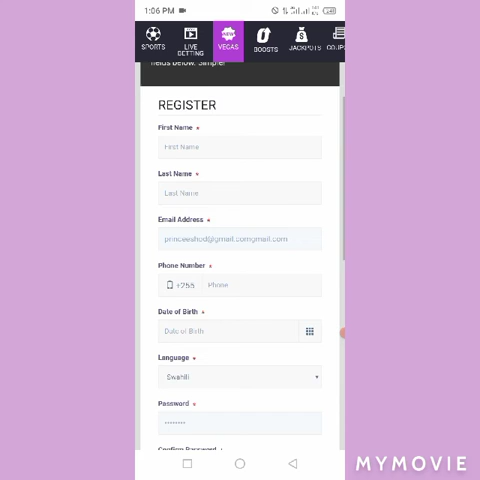 1:06 PM
SPORTS
LIVE BETTING
NEW
VEGAS
BOOSTS
JACKPOTS
COUP
fields below. Simple!
REGISTER
First Name *
First Name
Last Name *
Last Name
Email Address *
princeeshod@gmail.comgmail.com
Phone Number *
+255 Phone
Date of Birth *
Date of Birth
Language *
Swahili
Password *
••••••••
Confirm Password *
MYMOVIE